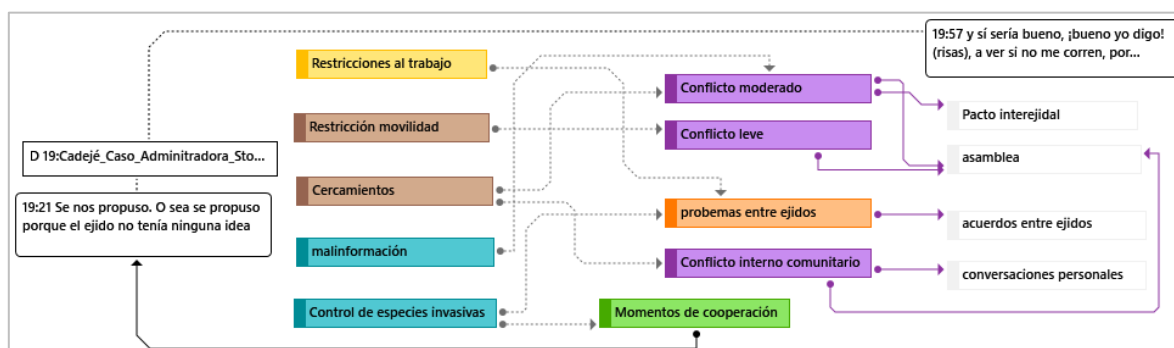 19:57 y sí sería bueno, ¡bueno yo digo!
(risas), a ver si no me corren, por...
Restricciones al trabajo
Conflicto moderado
Pacto interejidal
Restricción movilidad
Conflicto leve
D 19:Cadejé_Caso_Adminitradora_Sto...
asamblea
Cercamientos
19:21 Se nos propuso. O sea se propuso
porque el ejido no tenía ninguna idea
probemas entre ejidos
acuerdos entre ejidos
malinformación
Conflicto interno comunitario
conversaciones personales
Control de especies invasivas
Momentos de cooperación